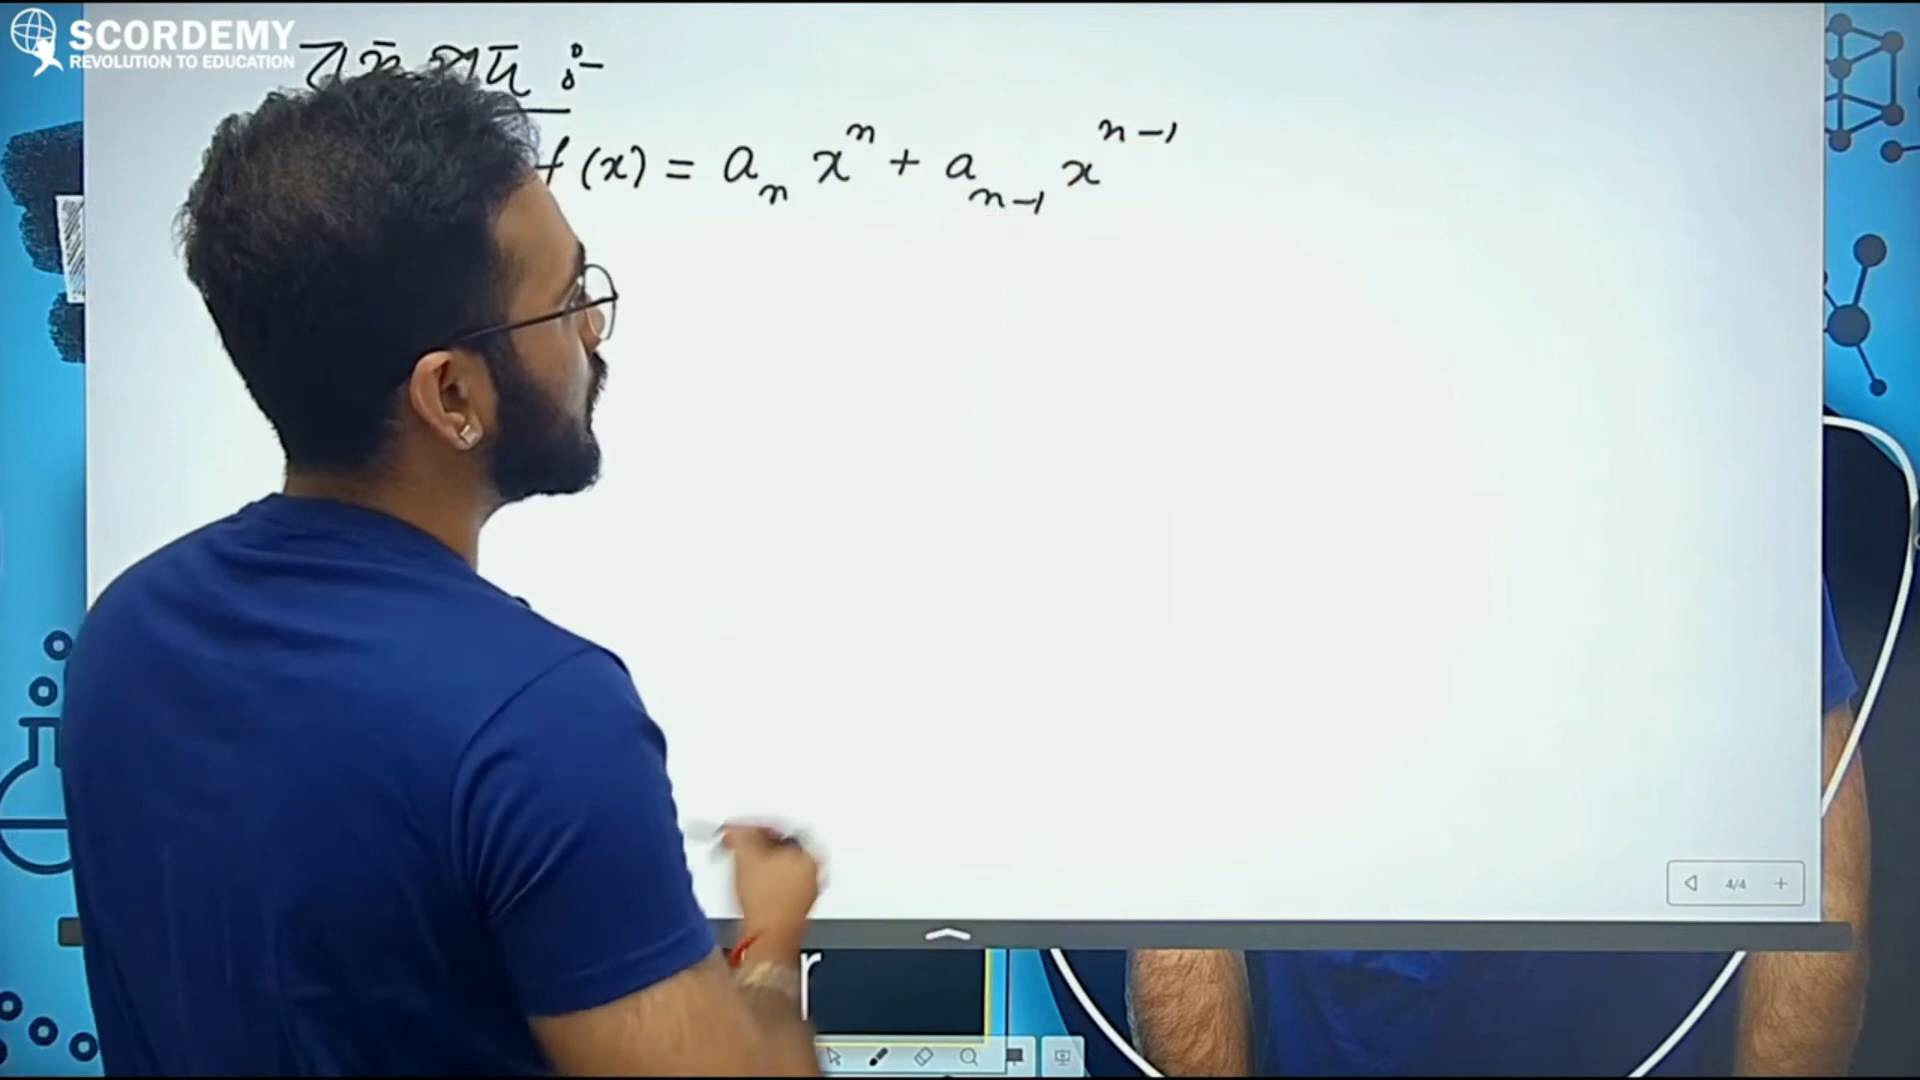 SCORDEMY
REVOLUTION TO EDUCATION
f(x) = aₙ xⁿ + aₙ₋₁ xⁿ⁻¹
4/4
r